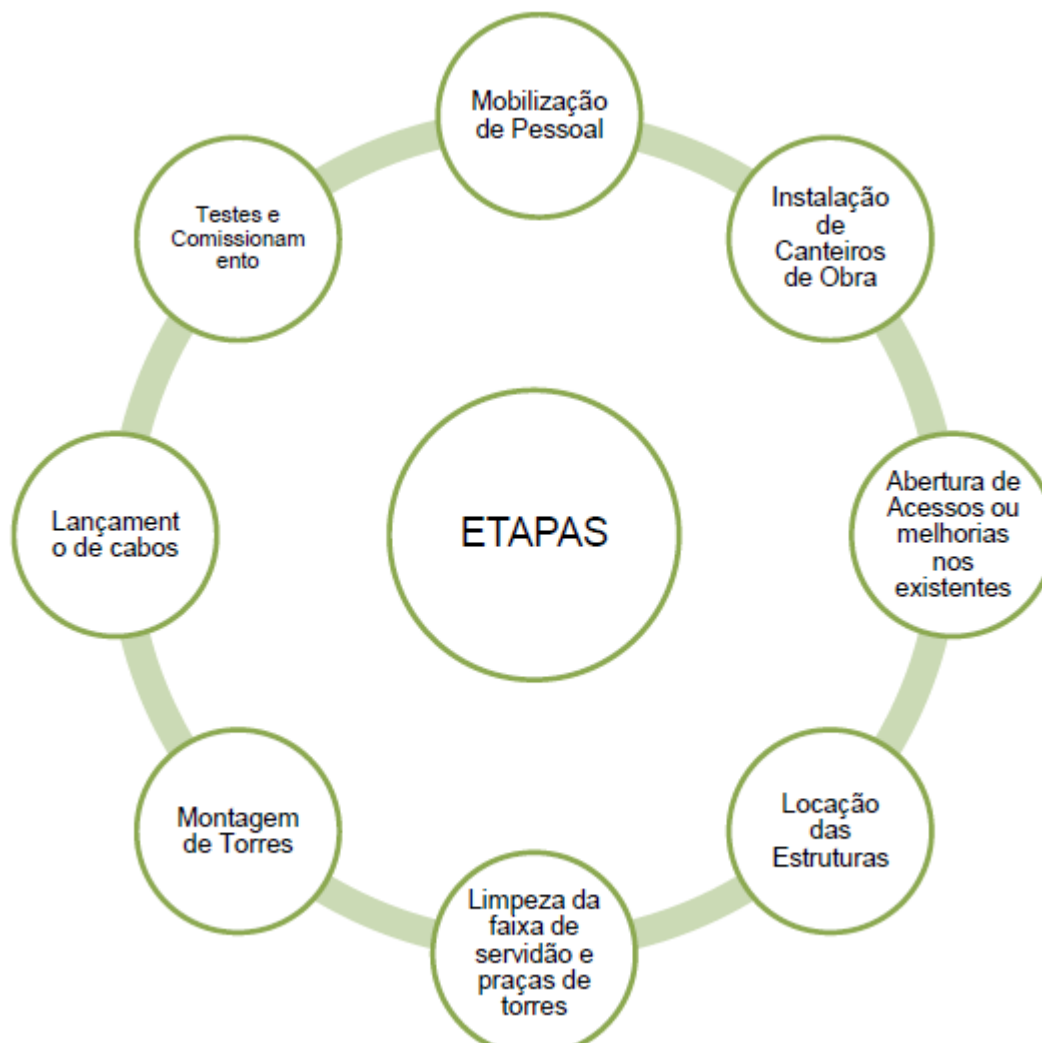 Mobilização
de Pessoal
Instalação
de
Canteiros
de Obra
Abertura de
Acessos ou
melhorias
nos
existentes
Locação
das
Estruturas
Limpeza da
faixa de
servidão e
praças de
torres
Montagem
de Torres
Lançament
o de cabos
Testes e
Comissionam
ento
ETAPAS